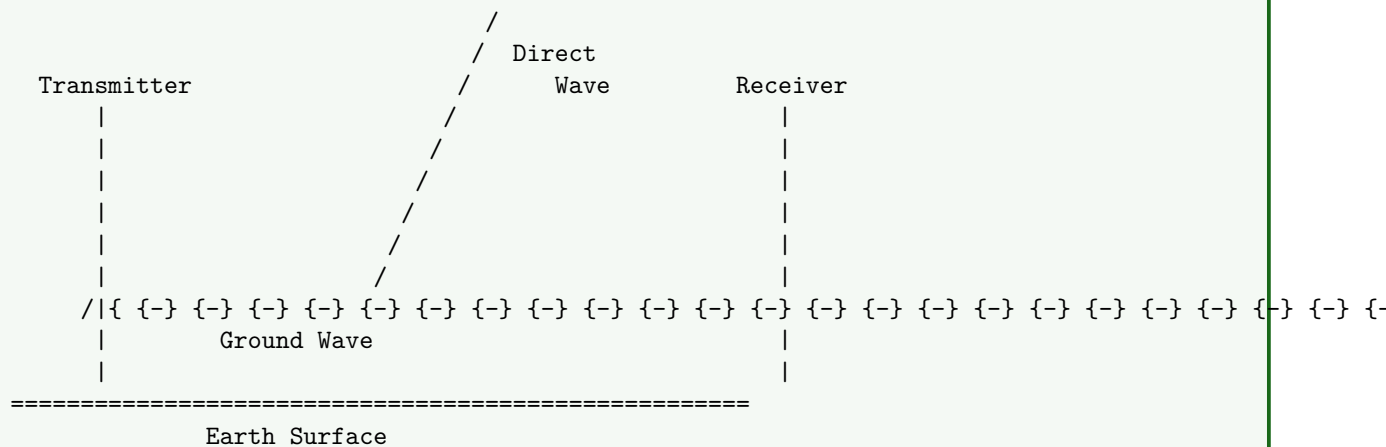 /
/ Direct
Transmitter / Wave Receiver
| / |
| / |
| / |
| / |
| / |
| / |
/|{ {-} {-} {-} {-} {-} {-} {-} {-} {-} {-} {-} {-} {-} {-} {-} {-} {-} {-} {-} {-} {-} {-} {-
| Ground Wave |
| |
=====================================================
Earth Surface